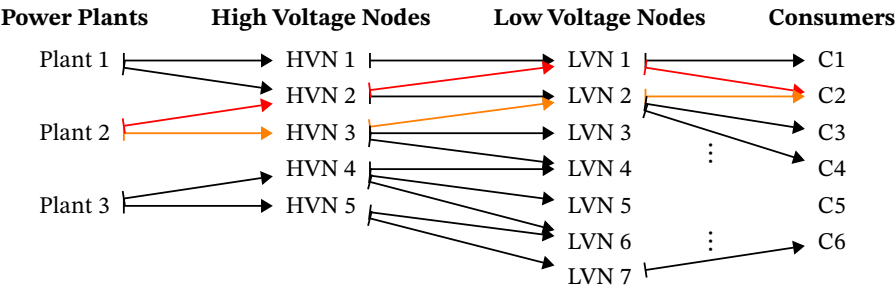 Power Plants High Voltage Nodes Low Voltage Nodes Consumers
Plant 1 HVN 1 LVN 1 C1
HVN 2 LVN 2 C2
Plant 2 HVN 3 LVN 3 C3
⋮
HVN 4 LVN 4 C4
Plant 3 HVN 5 LVN 5 C5
LVN 6 ⋮ C6
LVN 7